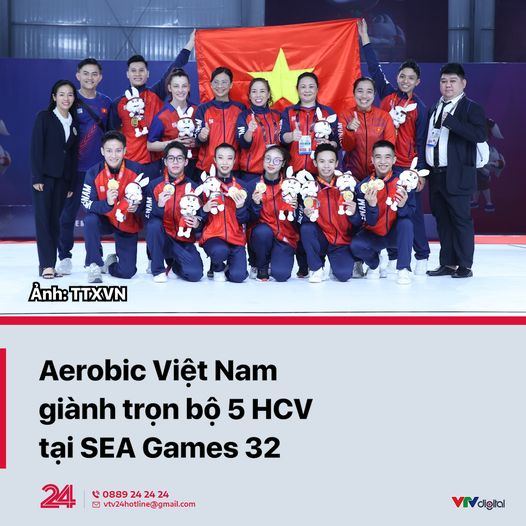 Ảnh: TTXVN
Aerobic Việt Nam
giành trọn bộ 5 HCV
tại SEA Games 32
24
0889 24 24 24
vtv24hotline@gmail.com
VTVdigital